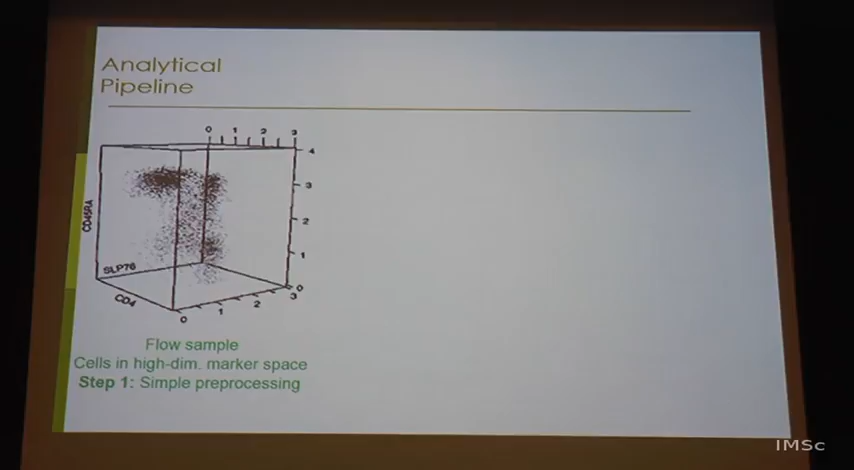 Analytical
Pipeline
0 1 2 3
4
3
2
1
0
CD45RA
SLP76
CD4
0 1 2 3
Flow sample
Cells in high-dim. marker space
Step 1: Simple preprocessing
IMSc